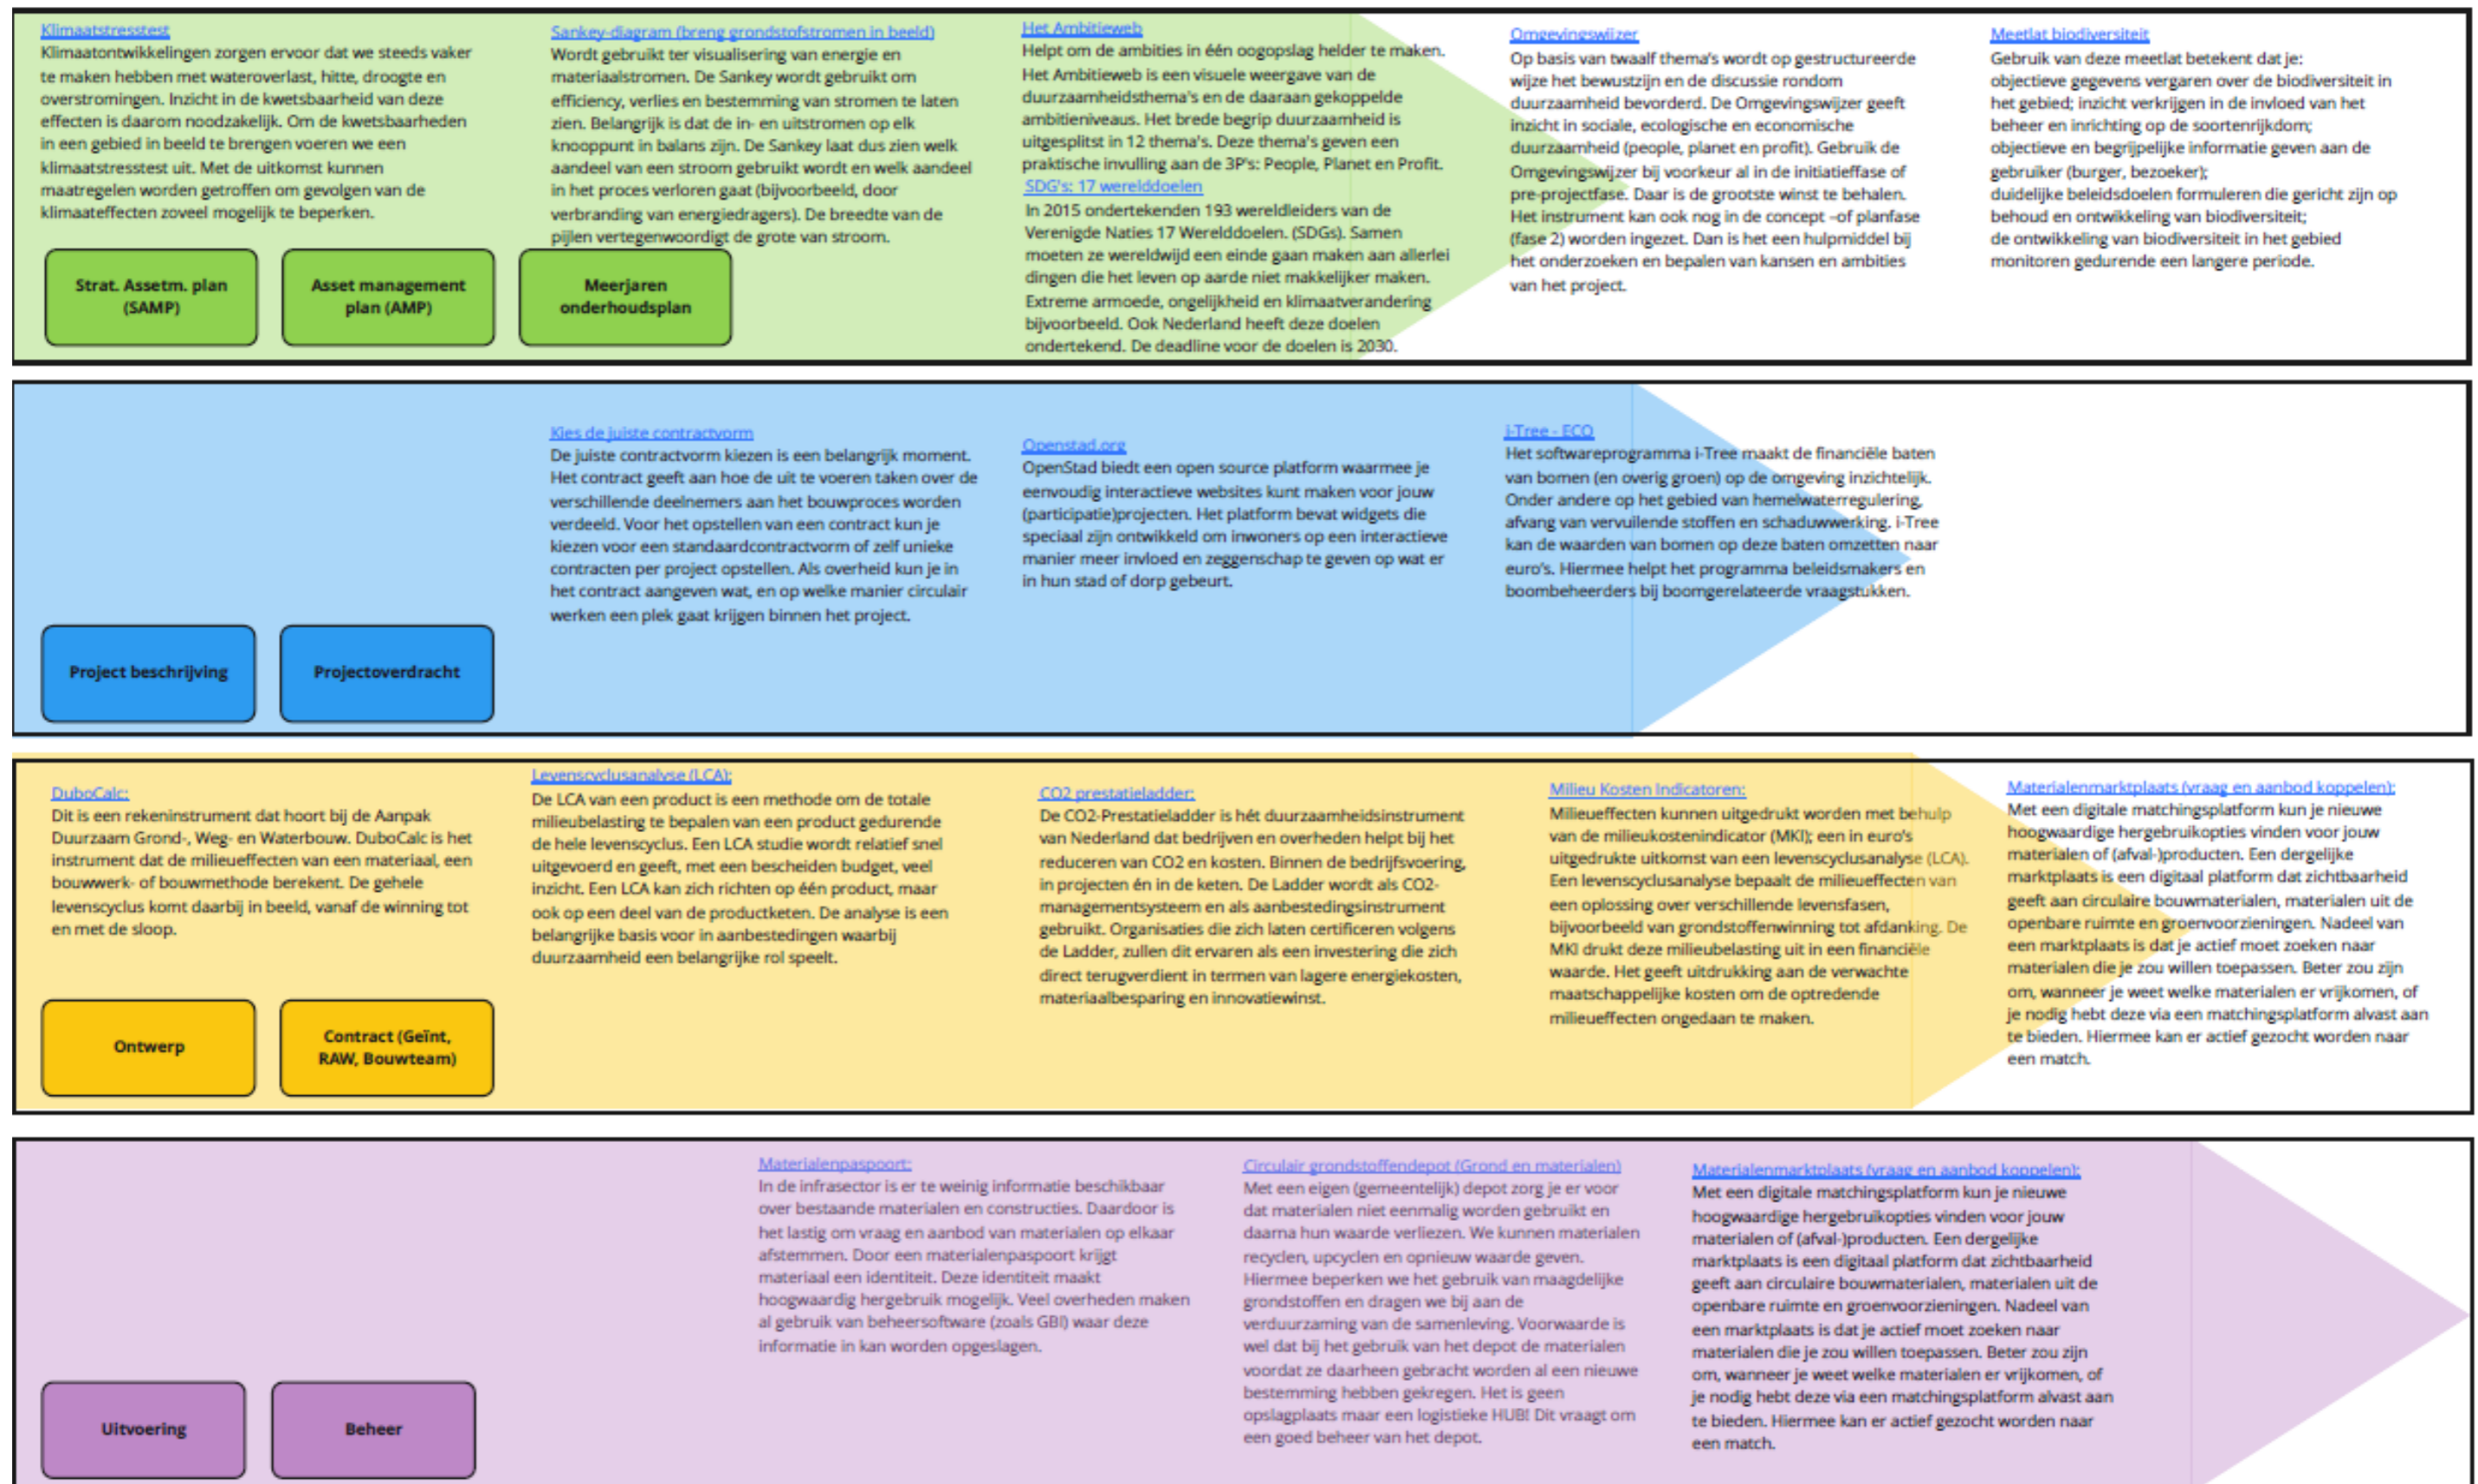 Klimaatstresstest
Klimaatontwikkelingen zorgen ervoor dat we steeds vaker
te maken hebben met wateroverlast, hitte, droogte en
overstromingen. Inzicht in de kwetsbaarheid van deze
effecten is daarom noodzakelijk. Om de kwetsbaarheden
in een gebied in beeld te brengen voeren we een
klimaatstresstest uit. Met de uitkomst kunnen
maatregelen worden getroffen om gevolgen van de
klimaateffecten zoveel mogelijk te beperken.
Sankey-diagram (breng grondstofstromen in beeld)
Wordt gebruikt ter visualisering van energie en
materiaalstromen. De Sankey wordt gebruikt om
efficiency, verlies en bestemming van stromen te laten
zien. Belangrijk is dat de in- en uitstromen op elk
knooppunt in balans zijn. De Sankey laat dus zien welk
aandeel van een stroom gebruikt wordt en welk aandeel
in het proces verloren gaat (bijvoorbeeld, door
verbranding van energiedragers). De breedte van de
pijlen vertegenwoordigt de grote van stroom.
Het Ambitieweb
Helpt om de ambities in één oogopslag helder te maken.
Het Ambitieweb is een visuele weergave van de
duurzaamheidsthema's en de daaraan gekoppelde
ambitieniveaus. Het brede begrip duurzaamheid is
uitgesplitst in 12 thema's. Deze thema's geven een
praktische invulling aan de 3P's: People, Planet en Profit.
SDG's: 17 werelddoelen
In 2015 ondertekenden 193 wereldleiders van de
Verenigde Naties 17 Werelddoelen. (SDGs). Samen
moeten ze wereldwijd een einde gaan maken aan allerlei
dingen die het leven op aarde niet makkelijker maken.
Extreme armoede, ongelijkheid en klimaatverandering
bijvoorbeeld. Ook Nederland heeft deze doelen
ondertekend. De deadline voor de doelen is 2030.
Omgevingswijzer
Op basis van twaalf thema's wordt op gestructureerde
wijze het bewustzijn en de discussie rondom
duurzaamheid bevorderd. De Omgevingswijzer geeft
inzicht in sociale, ecologische en economische
duurzaamheid (people, planet en profit). Gebruik de
Omgevingswijzer bij voorkeur al in de initiatieffase of
pre-projectfase. Daar is de grootste winst te behalen.
Het instrument kan ook nog in de concept –of planfase
(fase 2) worden ingezet. Dan is het een hulpmiddel bij
het onderzoeken en bepalen van kansen en ambities
van het project.
Meetlat biodiversiteit
Gebruik van deze meetlat betekent dat je:
objectieve gegevens vergaren over de biodiversiteit in
het gebied; inzicht verkrijgen in de invloed van het
beheer en inrichting op de soortenrijkdom;
objectieve en begrijpelijke informatie geven aan de
gebruiker (burger, bezoeker);
duidelijke beleidsdoelen formuleren die gericht zijn op
behoud en ontwikkeling van biodiversiteit;
de ontwikkeling van biodiversiteit in het gebied
monitoren gedurende een langere periode.
Strat. Assetm. plan
(SAMP)
Asset management
plan (AMP)
Meerjaren
onderhoudsplan
Kies de juiste contractvorm
De juiste contractvorm kiezen is een belangrijk moment.
Het contract geeft aan hoe de uit te voeren taken over de
verschillende deelnemers aan het bouwproces worden
verdeeld. Voor het opstellen van een contract kun je
kiezen voor een standaardcontractvorm of zelf unieke
contracten per project opstellen. Als overheid kun je in
het contract aangeven wat, en op welke manier circulair
werken een plek gaat krijgen binnen het project.
Openstad.org
OpenStad biedt een open source platform waarmee je
eenvoudig interactieve websites kunt maken voor jouw
(participatie)projecten. Het platform bevat widgets die
speciaal zijn ontwikkeld om inwoners op een interactieve
manier meer invloed en zeggenschap te geven op wat er
in hun stad of dorp gebeurt.
i-Tree - ECO
Het softwareprogramma i-Tree maakt de financiële baten
van bomen (en overig groen) op de omgeving inzichtelijk.
Onder andere op het gebied van hemelwaterregulering,
afvang van vervuilende stoffen en schaduwwerking. i-Tree
kan de waarden van bomen op deze baten omzetten naar
euro's. Hiermee helpt het programma beleidsmakers en
boombeheerders bij boomgerelateerde vraagstukken.
Project beschrijving
Projectoverdracht
DuboCalc:
Dit is een rekeninstrument dat hoort bij de Aanpak
Duurzaam Grond-, Weg- en Waterbouw. DuboCalc is het
instrument dat de milieueffecten van een materiaal, een
bouwwerk- of bouwmethode berekent. De gehele
levenscyclus komt daarbij in beeld, vanaf de winning tot
en met de sloop.
Levenscyclusanalyse (LCA):
De LCA van een product is een methode om de totale
milieubelasting te bepalen van een product gedurende
de hele levenscyclus. Een LCA studie wordt relatief snel
uitgevoerd en geeft, met een bescheiden budget, veel
inzicht. Een LCA kan zich richten op één product, maar
ook op een deel van de productketen. De analyse is een
belangrijke basis voor in aanbestedingen waarbij
duurzaamheid een belangrijke rol speelt.
CO2 prestatieladder:
De CO2-Prestatieladder is hét duurzaamheidsinstrument
van Nederland dat bedrijven en overheden helpt bij het
reduceren van CO2 en kosten. Binnen de bedrijfsvoering,
in projecten én in de keten. De Ladder wordt als CO2-
managementsysteem en als aanbestedingsinstrument
gebruikt. Organisaties die zich laten certificeren volgens
de Ladder, zullen dit ervaren als een investering die zich
direct terugverdient in termen van lagere energiekosten,
materiaalbesparing en innovatiewinst.
Milieu Kosten Indicatoren:
Milieueffecten kunnen uitgedrukt worden met behulp
van de milieukostenindicator (MKI); een in euro's
uitgedrukte uitkomst van een levenscyclusanalyse (LCA).
Een levenscyclusanalyse bepaalt de milieueffecten van
een oplossing over verschillende levensfasen,
bijvoorbeeld van grondstoffenwinning tot afdanking. De
MKI drukt deze milieubelasting uit in een financiële
waarde. Het geeft uitdrukking aan de verwachte
maatschappelijke kosten om de optredende
milieueffecten ongedaan te maken.
Materialenmarktplaats (vraag en aanbod koppelen):
Met een digitale matchingsplatform kun je nieuwe
hoogwaardige hergebruikopties vinden voor jouw
materialen of (afval-)producten. Een dergelijke
marktplaats is een digitaal platform dat zichtbaarheid
geeft aan circulaire bouwmaterialen, materialen uit de
openbare ruimte en groenvoorzieningen. Nadeel van
een marktplaats is dat je actief moet zoeken naar
materialen die je zou willen toepassen. Beter zou zijn
om, wanneer je weet welke materialen er vrijkomen, of
je nodig hebt deze via een matchingsplatform alvast aan
te bieden. Hiermee kan er actief gezocht worden naar
een match.
Ontwerp
Contract (Geïnt,
RAW, Bouwteam)
Materialenpaspoort:
In de infrasector is er te weinig informatie beschikbaar
over bestaande materialen en constructies. Daardoor is
het lastig om vraag en aanbod van materialen op elkaar
afstemmen. Door een materialenpaspoort krijgt
materiaal een identiteit. Deze identiteit maakt
hoogwaardig hergebruik mogelijk. Veel overheden maken
al gebruik van beheersoftware (zoals GBI) waar deze
informatie in kan worden opgeslagen.
Circulair grondstoffendepot (Grond en materialen)
Met een eigen (gemeentelijk) depot zorg je er voor
dat materialen niet eenmalig worden gebruikt en
daarna hun waarde verliezen. We kunnen materialen
recyclen, upcyclen en opnieuw waarde geven.
Hiermee beperken we het gebruik van maagdelijke
grondstoffen en dragen we bij aan de
verduurzaming van de samenleving. Voorwaarde is
wel dat bij het gebruik van het depot de materialen
voordat ze daarheen gebracht worden al een nieuwe
bestemming hebben gekregen. Het is geen
opslagplaats maar een logistieke HUB! Dit vraagt om
een goed beheer van het depot.
Materialenmarktplaats (vraag en aanbod koppelen):
Met een digitale matchingsplatform kun je nieuwe
hoogwaardige hergebruikopties vinden voor jouw
materialen of (afval-)producten. Een dergelijke
marktplaats is een digitaal platform dat zichtbaarheid
geeft aan circulaire bouwmaterialen, materialen uit de
openbare ruimte en groenvoorzieningen. Nadeel van
een marktplaats is dat je actief moet zoeken naar
materialen die je zou willen toepassen. Beter zou zijn
om, wanneer je weet welke materialen er vrijkomen, of
je nodig hebt deze via een matchingsplatform alvast aan
te bieden. Hiermee kan er actief gezocht worden naar
een match.
Uitvoering
Beheer